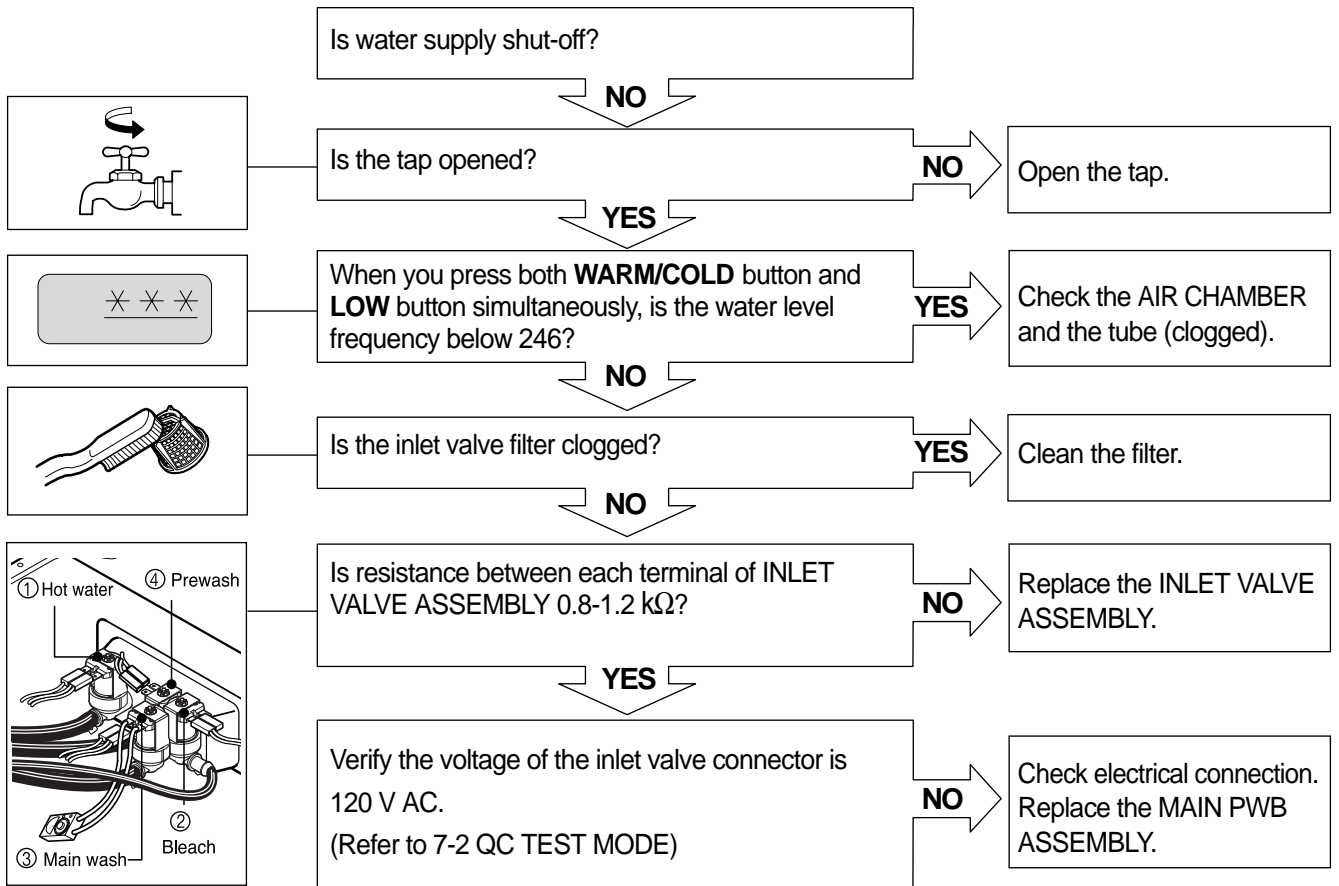 Is water supply shut-off?
NO
Is the tap opened?
NO
Open the tap.
YES
When you press both WARM/COLD button and
LOW button simultaneously, is the water level
frequency below 246?
YES
Check the AIR CHAMBER
and the tube (clogged).
NO
Is the inlet valve filter clogged?
YES
Clean the filter.
NO
① Hot water
④ Prewash
②
Bleach
③ Main wash
Is resistance between each terminal of INLET
VALVE ASSEMBLY 0.8-1.2 kΩ?
NO
Replace the INLET VALVE
ASSEMBLY.
YES
Verify the voltage of the inlet valve connector is
120 V AC.
(Refer to 7-2 QC TEST MODE)
NO
Check electrical connection.
Replace the MAIN PWB
ASSEMBLY.